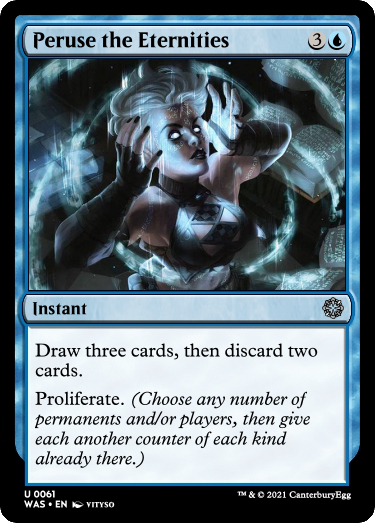 Peruse the Eternities 3
Instant
Draw three cards, then discard two
cards.
Proliferate. (Choose any number of
permanents and/or players, then give
each another counter of each kind
already there.)
U 0061
WAS • EN VITYSO
™ & © 2021 CanterburyEgg